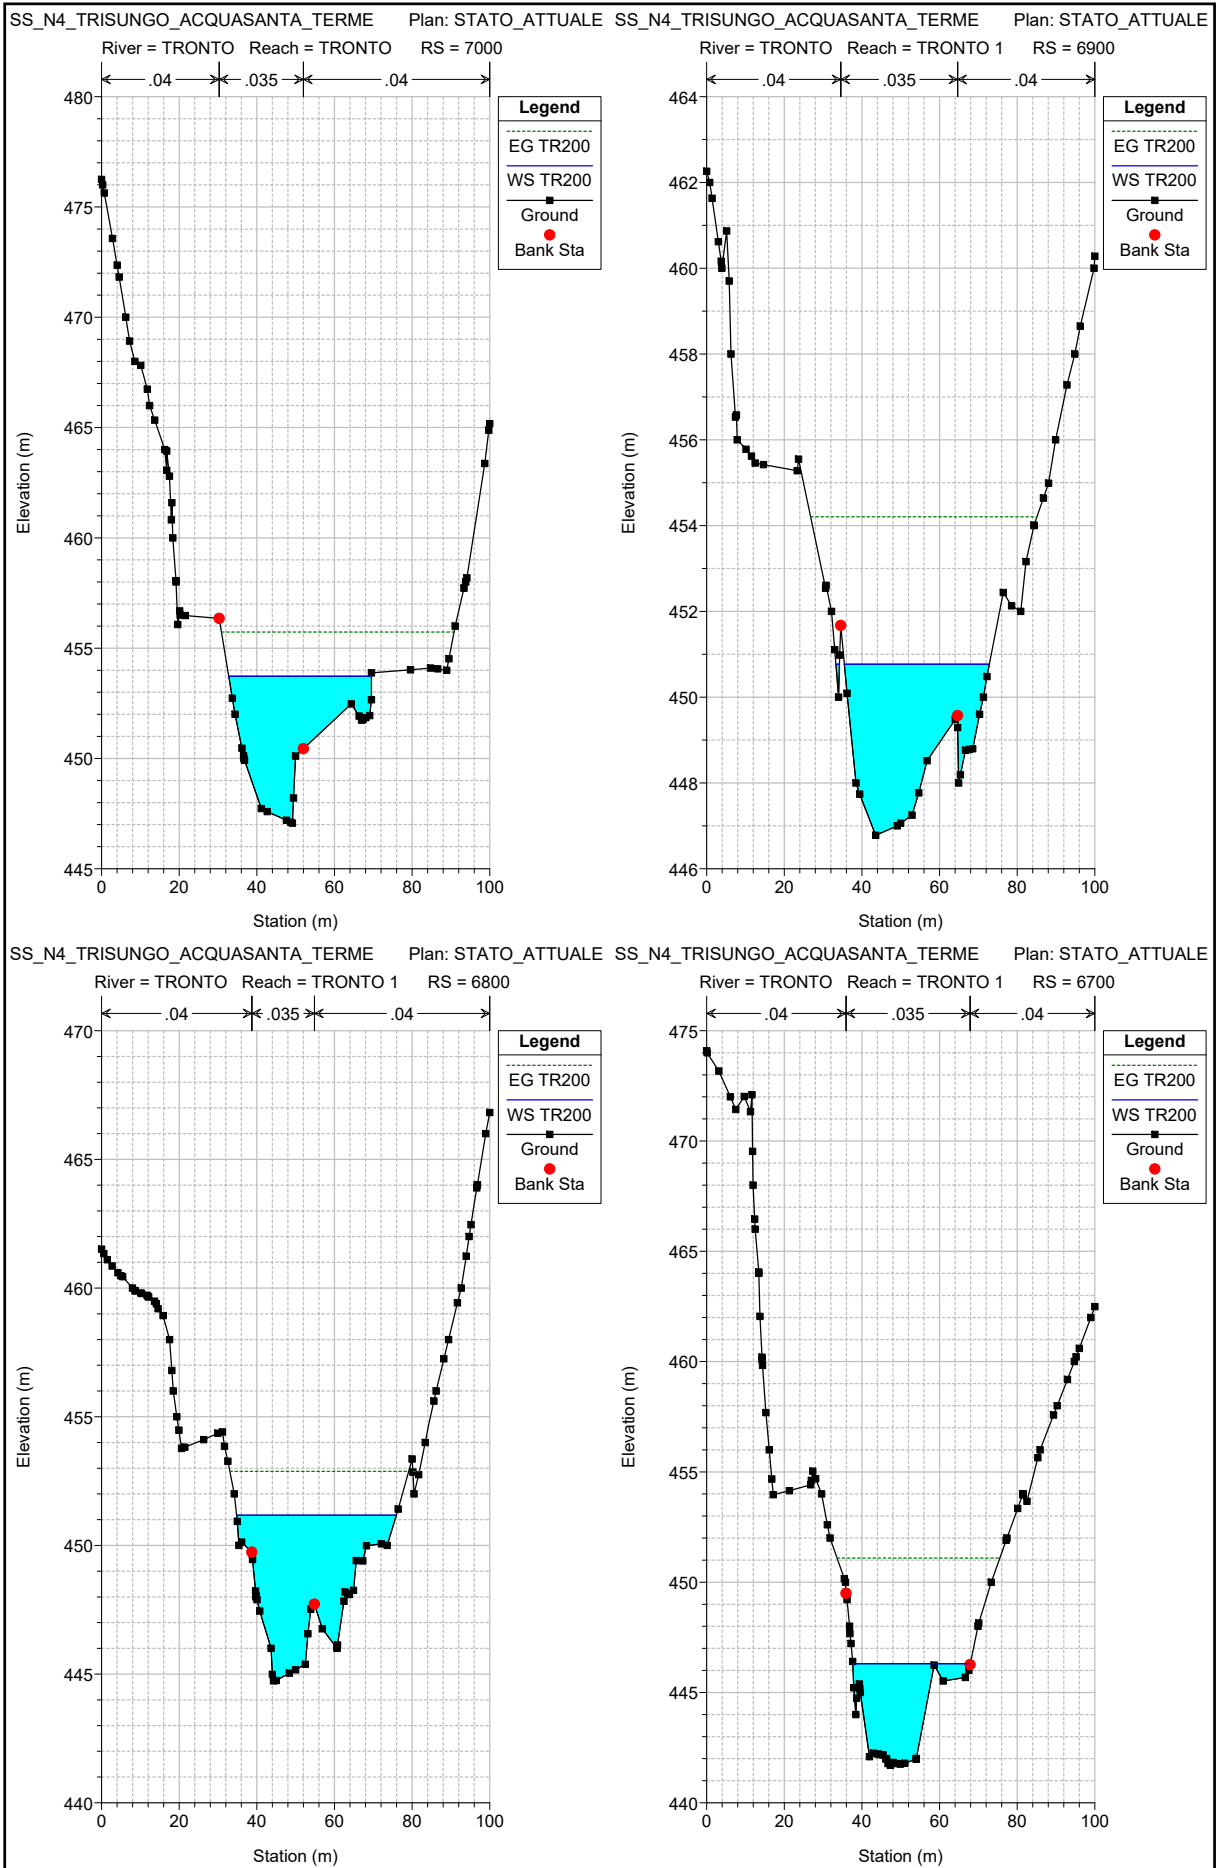 SS_N4_TRISUNGO_ACQUASANTA_TERME Plan: STATO_ATTUALE
River = TRONTO Reach = TRONTO RS = 7000
.04 .035 .04
Legend
EG TR200
WS TR200
Ground
Bank Sta
480
475
470
465
460
455
450
445
Elevation (m)
0 20 40 60 80 100
Station (m)
SS_N4_TRISUNGO_ACQUASANTA_TERME Plan: STATO_ATTUALE
River = TRONTO Reach = TRONTO 1 RS = 6900
.04 .035 .04
Legend
EG TR200
WS TR200
Ground
Bank Sta
464
462
460
458
456
454
452
450
448
446
Elevation (m)
0 20 40 60 80 100
Station (m)
SS_N4_TRISUNGO_ACQUASANTA_TERME Plan: STATO_ATTUALE
River = TRONTO Reach = TRONTO 1 RS = 6800
.04 .035 .04
Legend
EG TR200
WS TR200
Ground
Bank Sta
470
465
460
455
450
445
440
Elevation (m)
0 20 40 60 80 100
Station (m)
SS_N4_TRISUNGO_ACQUASANTA_TERME Plan: STATO_ATTUALE
River = TRONTO Reach = TRONTO 1 RS = 6700
.04 .035 .04
Legend
EG TR200
WS TR200
Ground
Bank Sta
475
470
465
460
455
450
445
440
Elevation (m)
0 20 40 60 80 100
Station (m)